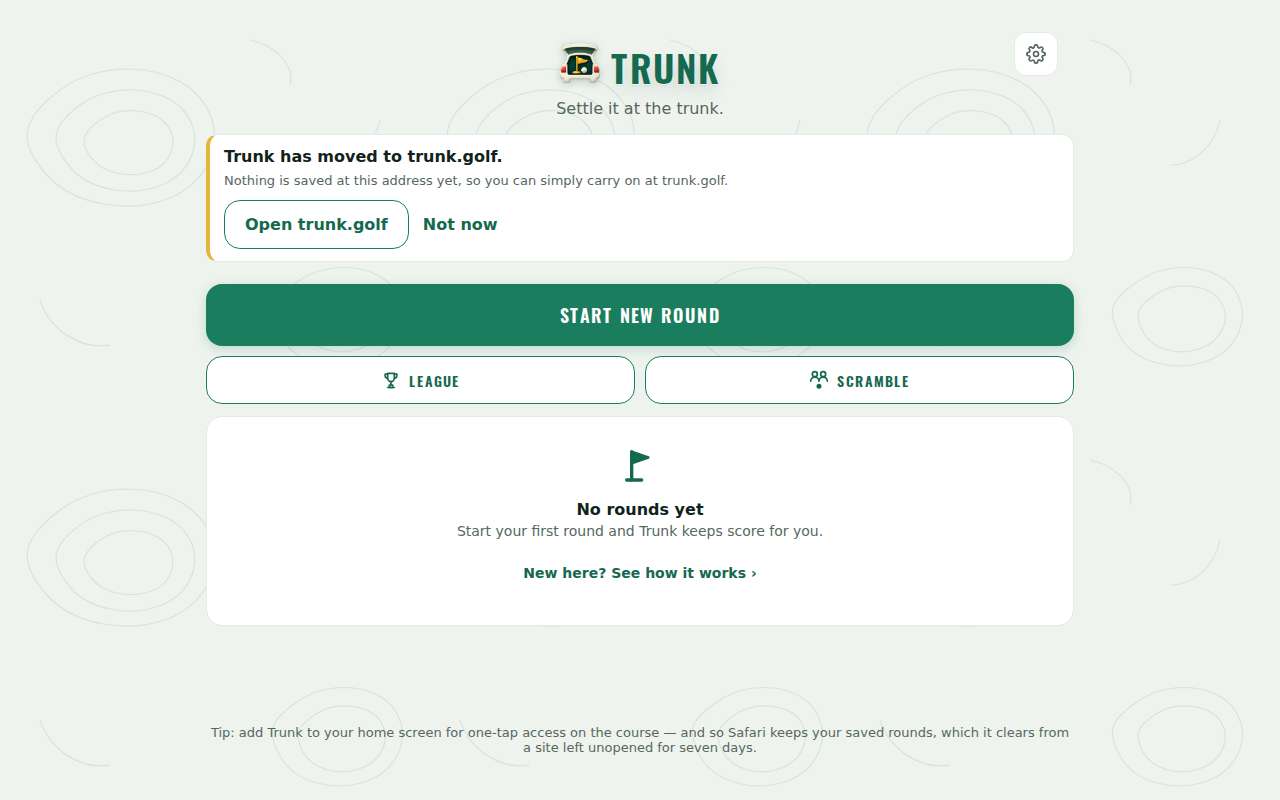 TRUNK
Settle it at the trunk.
Trunk has moved to trunk.golf.
Nothing is saved at this address yet, so you can simply carry on at trunk.golf.
Open trunk.golf
Not now
START NEW ROUND
LEAGUE
SCRAMBLE
No rounds yet
Start your first round and Trunk keeps score for you.
New here? See how it works ›
Tip: add Trunk to your home screen for one-tap access on the course — and so Safari keeps your saved rounds, which it clears from
a site left unopened for seven days.